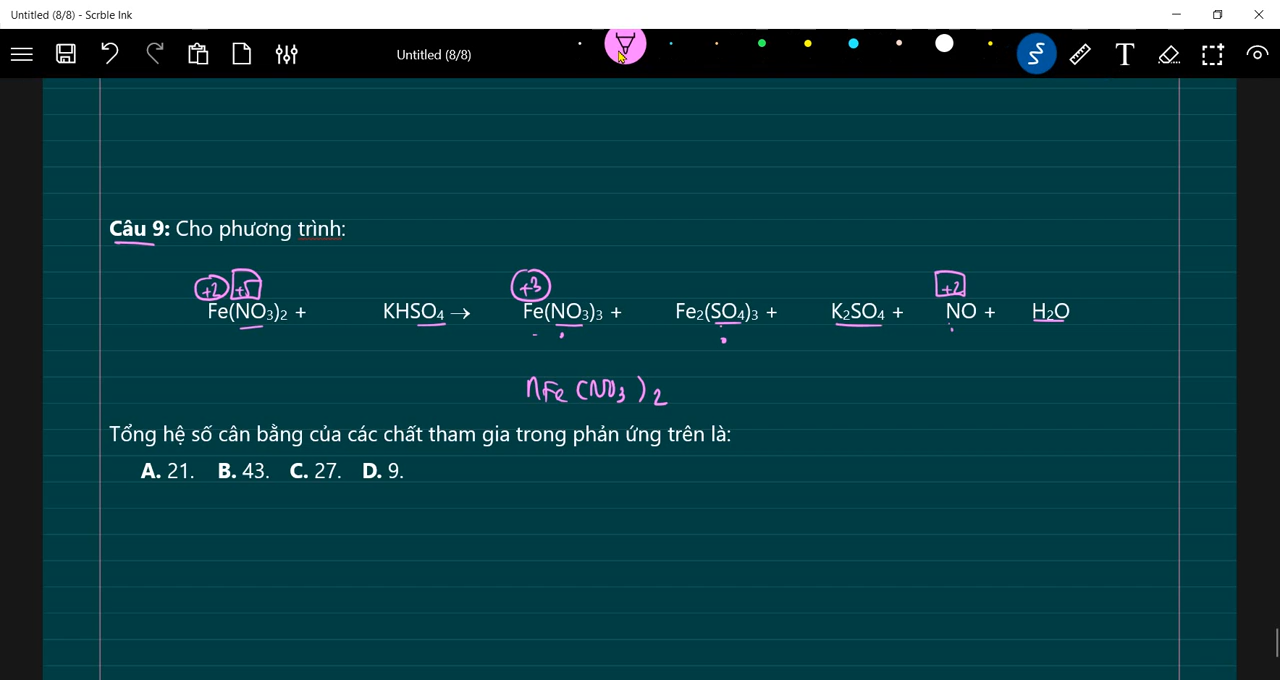 Untitled (8/8) - Scrble Ink
Untitled (8/8)
T
Câu 9: Cho phương trình:
+2 +5 +3 +2
Fe(NO₃)₂ + KHSO₄ → Fe(NO₃)₃ + Fe₂(SO₄)₃ + K₂SO₄ + NO + H₂O
nFe(NO₃)₂
Tổng hệ số cân bằng của các chất tham gia trong phản ứng trên là:
A. 21. B. 43. C. 27. D. 9.